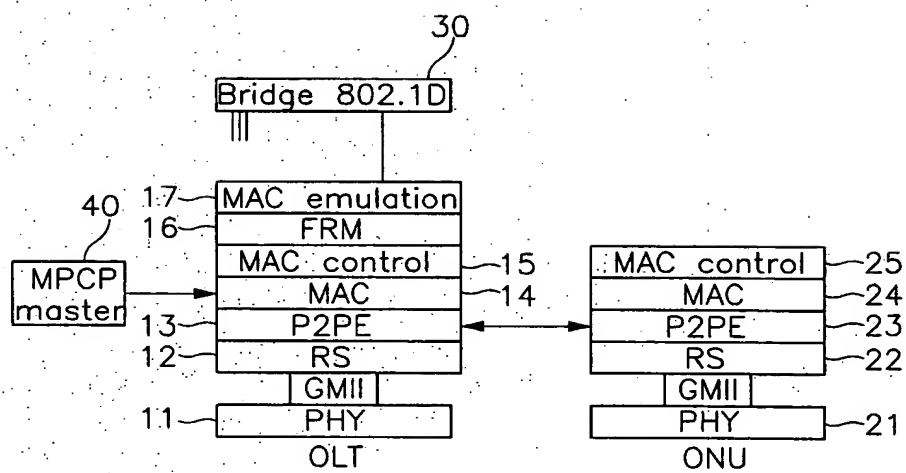 30
Bridge 802.1D
40
MPCP
master
17 MAC emulation
16 FRM
MAC control 15
MAC 14
13 P2PE
12 RS
GMII
11 PHY
OLT
MAC control 25
MAC 24
P2PE 23
RS 22
GMII
PHY 21
ONU